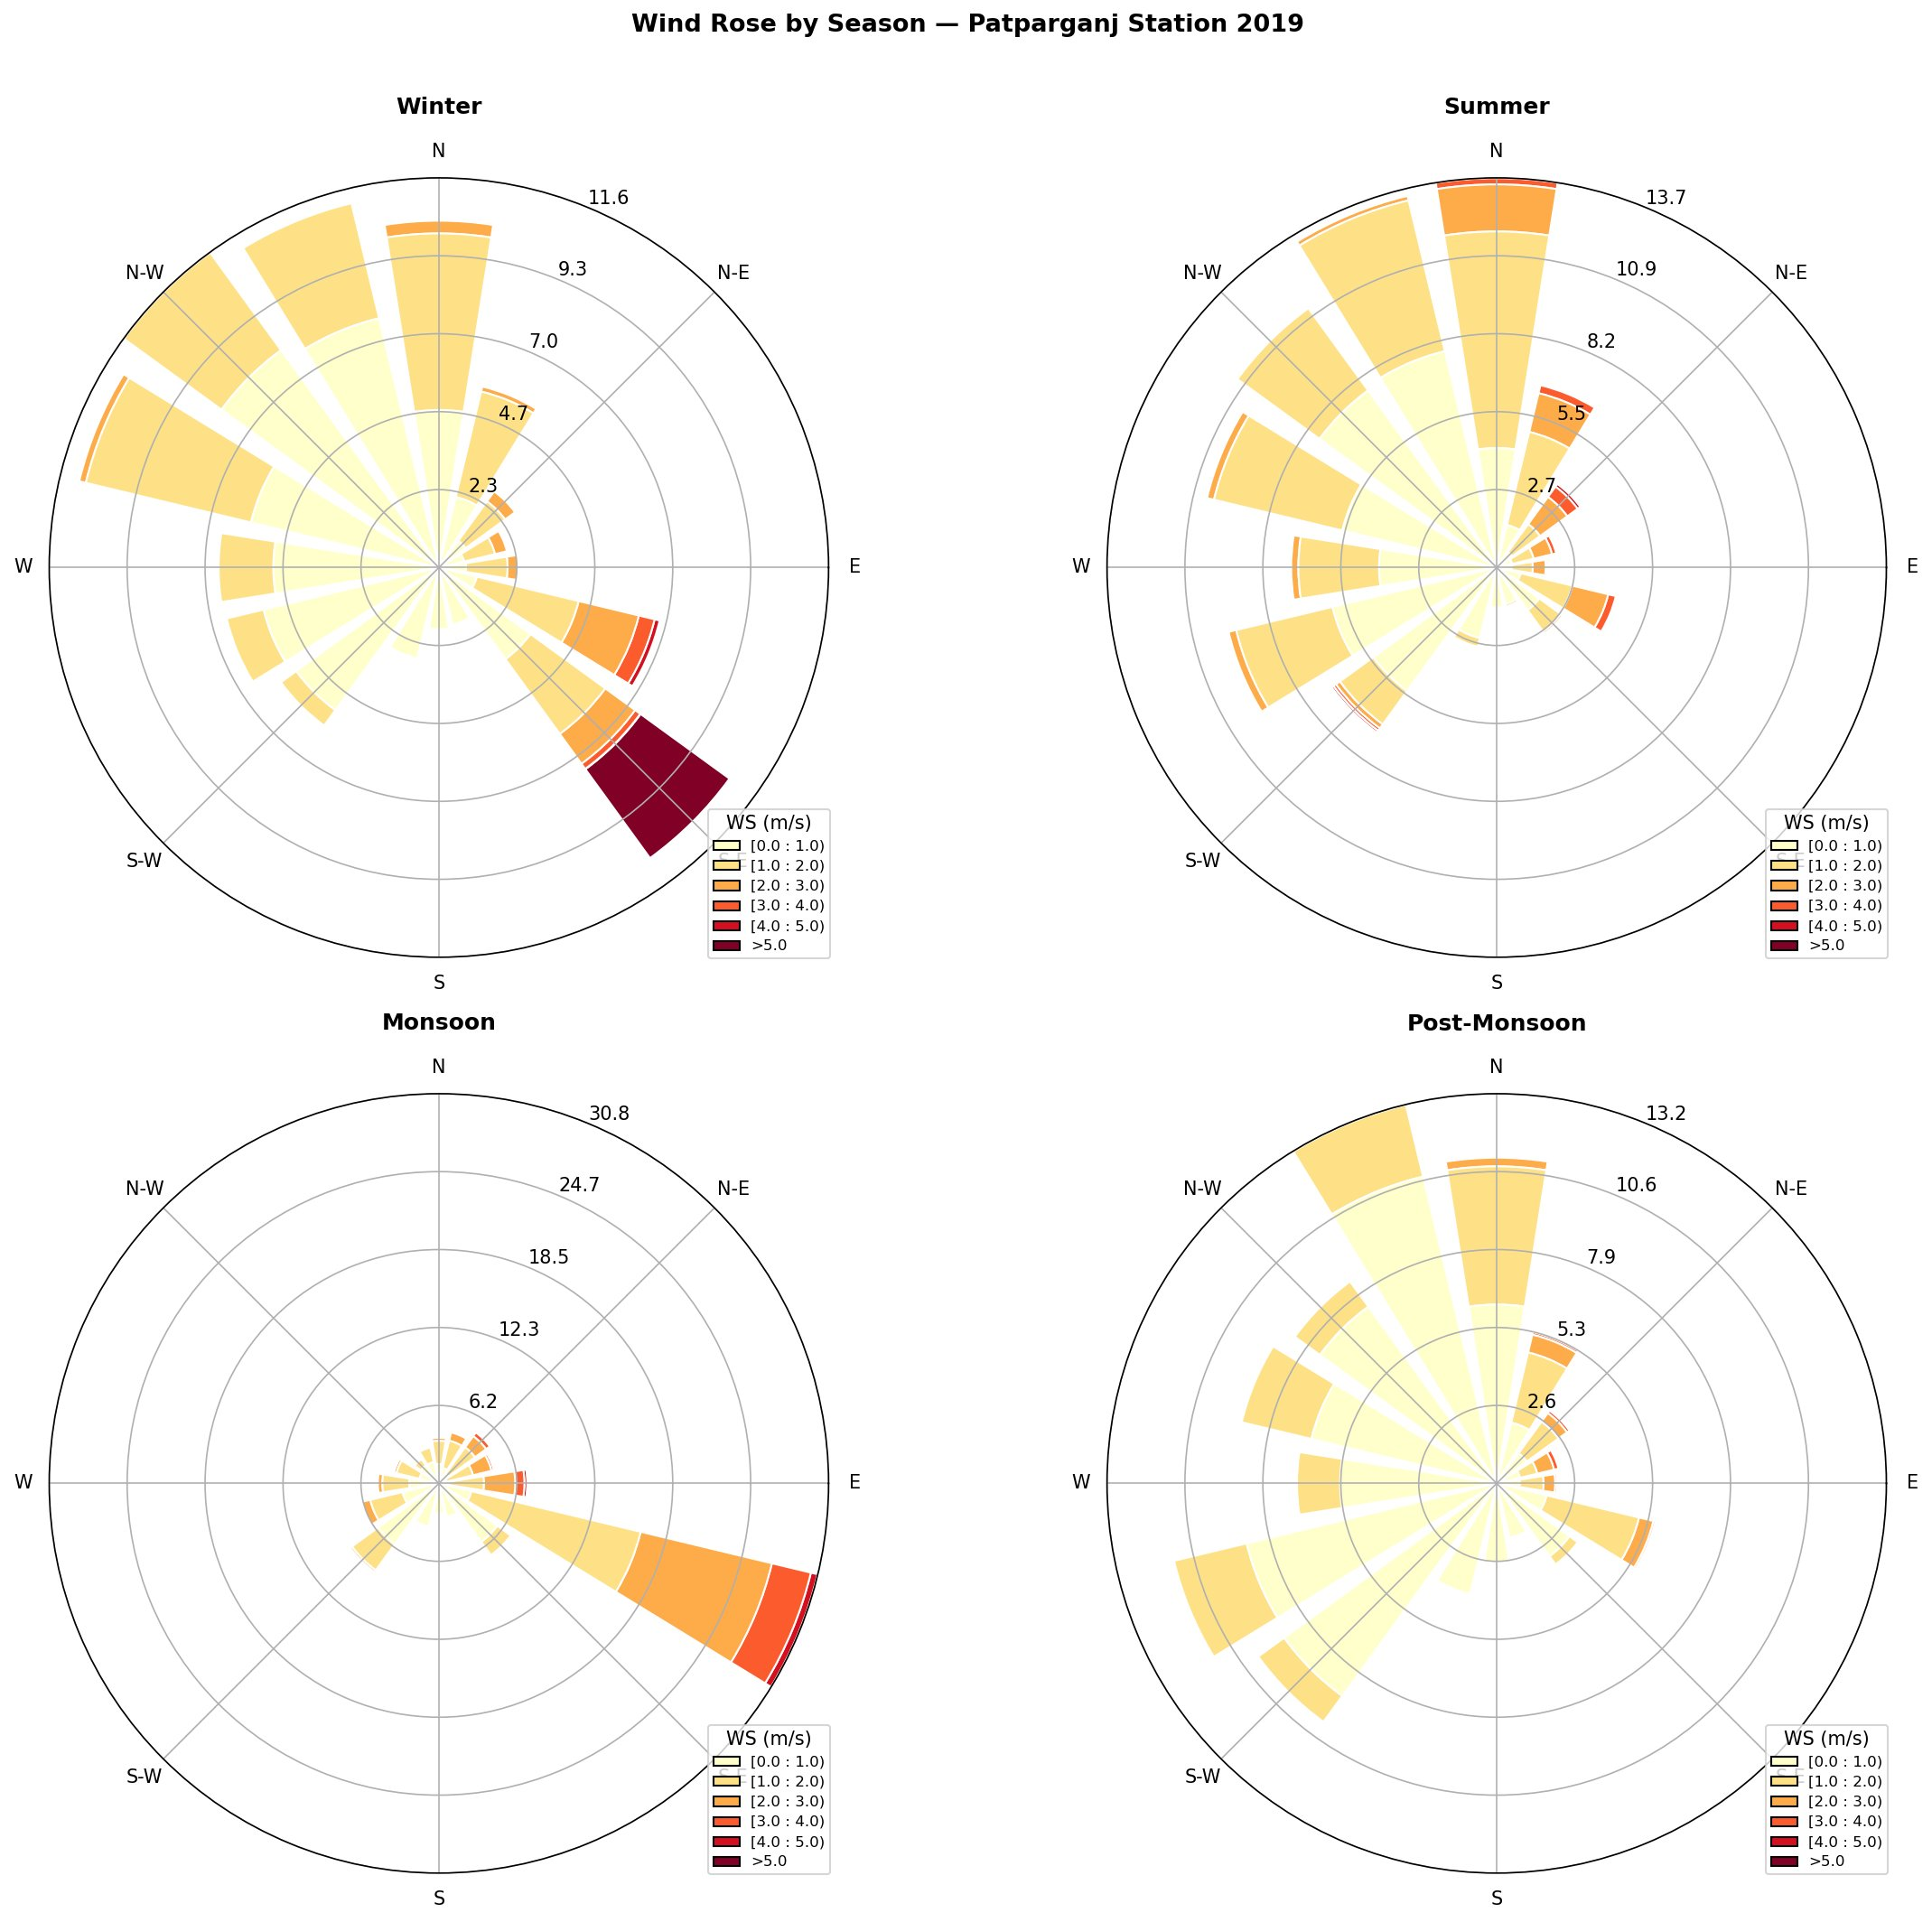 Wind Rose by Season — Patparganj Station 2019
Winter
N
11.6
N-W
9.3
N-E
7.0
4.7
2.3
W
E
S-W
S
WS (m/s)
[0.0 : 1.0)
[1.0 : 2.0)
[2.0 : 3.0)
[3.0 : 4.0)
[4.0 : 5.0)
>5.0
Summer
N
13.7
N-W
10.9
N-E
8.2
5.5
2.7
W
E
S-W
S
WS (m/s)
[0.0 : 1.0)
[1.0 : 2.0)
[2.0 : 3.0)
[3.0 : 4.0)
[4.0 : 5.0)
>5.0
Monsoon
N
30.8
N-W
24.7
N-E
18.5
12.3
6.2
W
E
S-W
S
WS (m/s)
[0.0 : 1.0)
[1.0 : 2.0)
[2.0 : 3.0)
[3.0 : 4.0)
[4.0 : 5.0)
>5.0
Post-Monsoon
N
13.2
N-W
10.6
N-E
7.9
5.3
2.6
W
E
S-W
S
WS (m/s)
[0.0 : 1.0)
[1.0 : 2.0)
[2.0 : 3.0)
[3.0 : 4.0)
[4.0 : 5.0)
>5.0